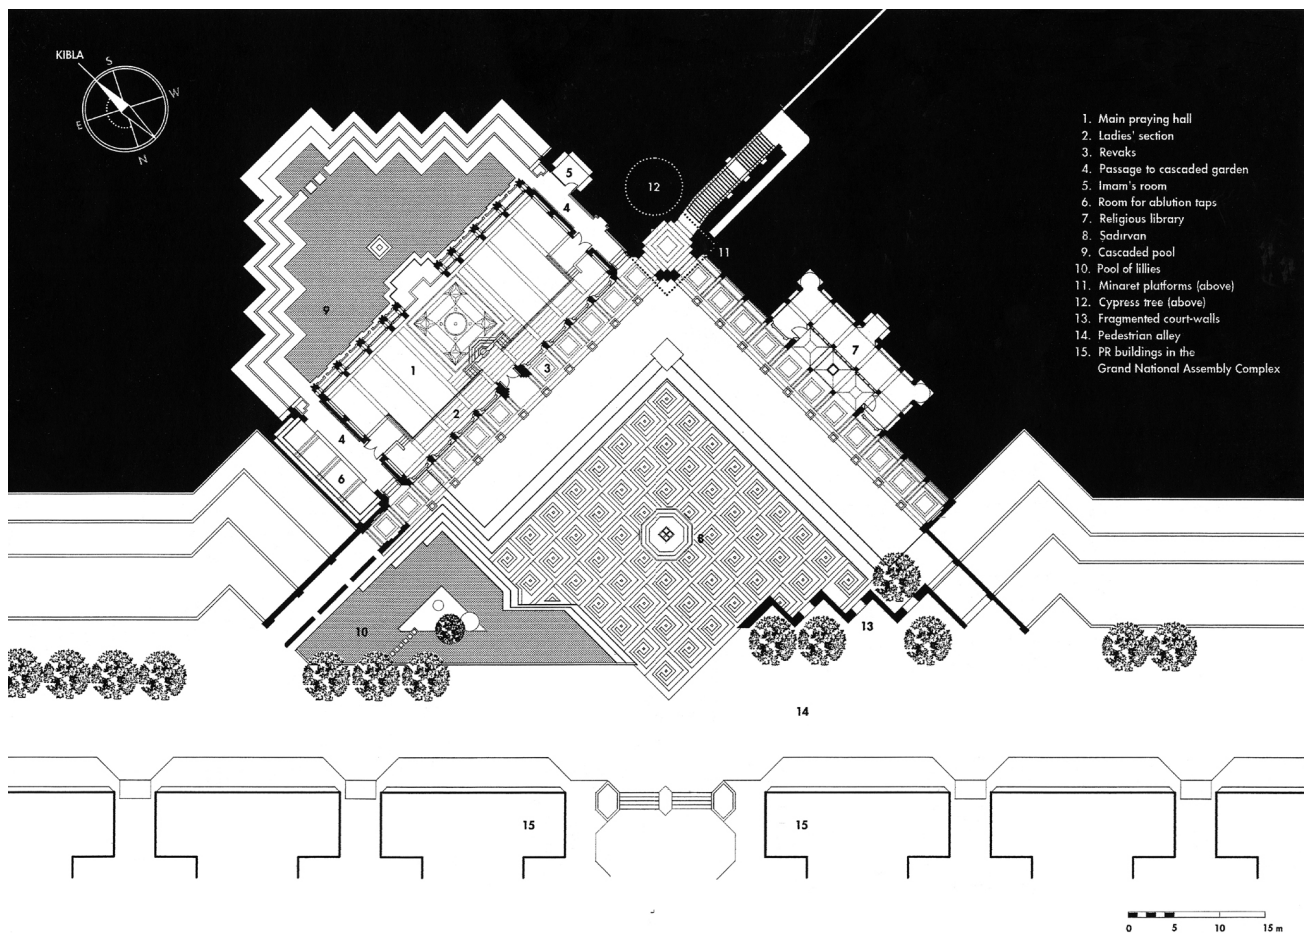 KIBLA
S
W
E
N
1. Main praying hall
2. Ladies' section
3. Revaks
4. Passage to cascaded garden
5. Imam's room
6. Room for ablution taps
7. Religious library
8. Şadırvan
9. Cascaded pool
10. Pool of lillies
11. Minaret platforms (above)
12. Cypress tree (above)
13. Fragmented court-walls
14. Pedestrian alley
15. PR buildings in the
Grand National Assembly Complex
5
12
4
11
9
7
3
1
2
4
6
8
10
13
14
15
15
0 5 10 15 m